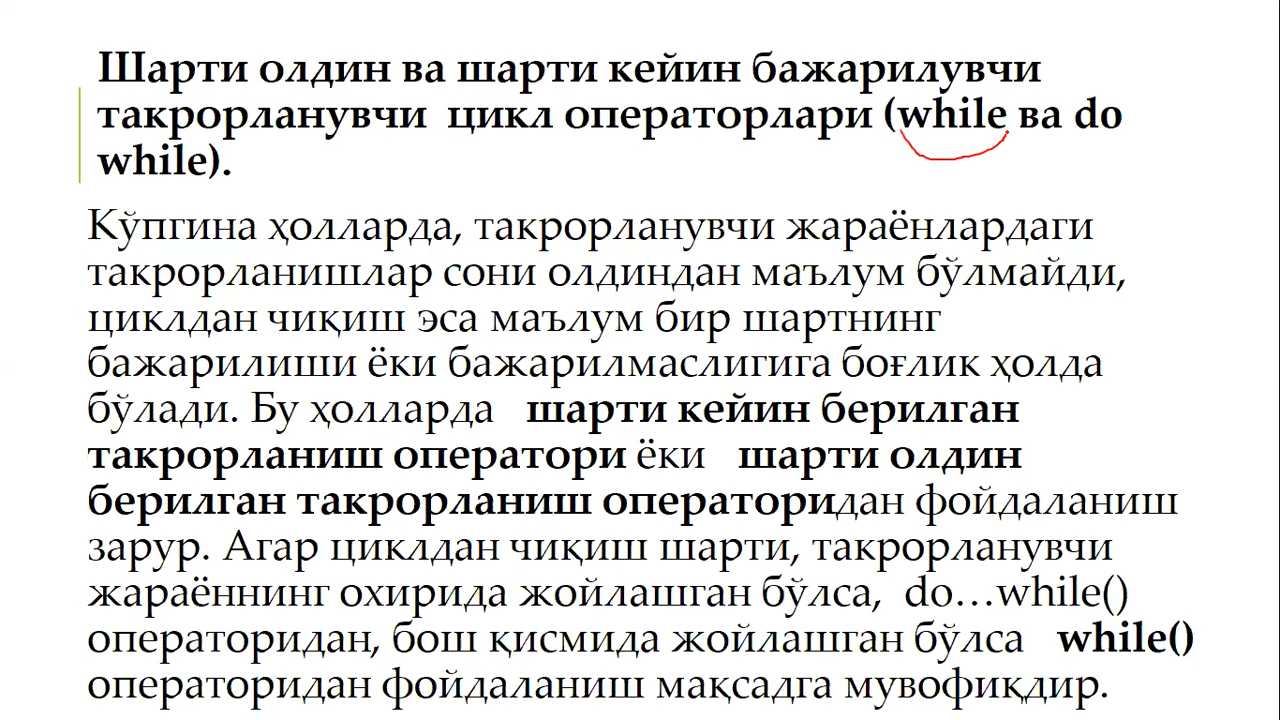 Шарти олдин ва шарти кейин бажарилувчи
такрорланувчи цикл операторлари (while ва do
while).
Кўпгина ҳолларда, такрорланувчи жараёнлардаги
такрорланишлар сони олдиндан маълум бўлмайди,
циклдан чиқиш эса маълум бир шартнинг
бажарилиши ёки бажарилмаслигига боғлик ҳолда
бўлади. Бу ҳолларда шарти кейин берилган
такрорланиш оператори ёки шарти олдин
берилган такрорланиш операторидан фойдаланиш
зарур. Агар циклдан чиқиш шарти, такрорланувчи
жараённинг охирида жойлашган бўлса, do…while()
операторидан, бош қисмида жойлашган бўлса while()
операторидан фойдаланиш мақсадга мувофиқдир.